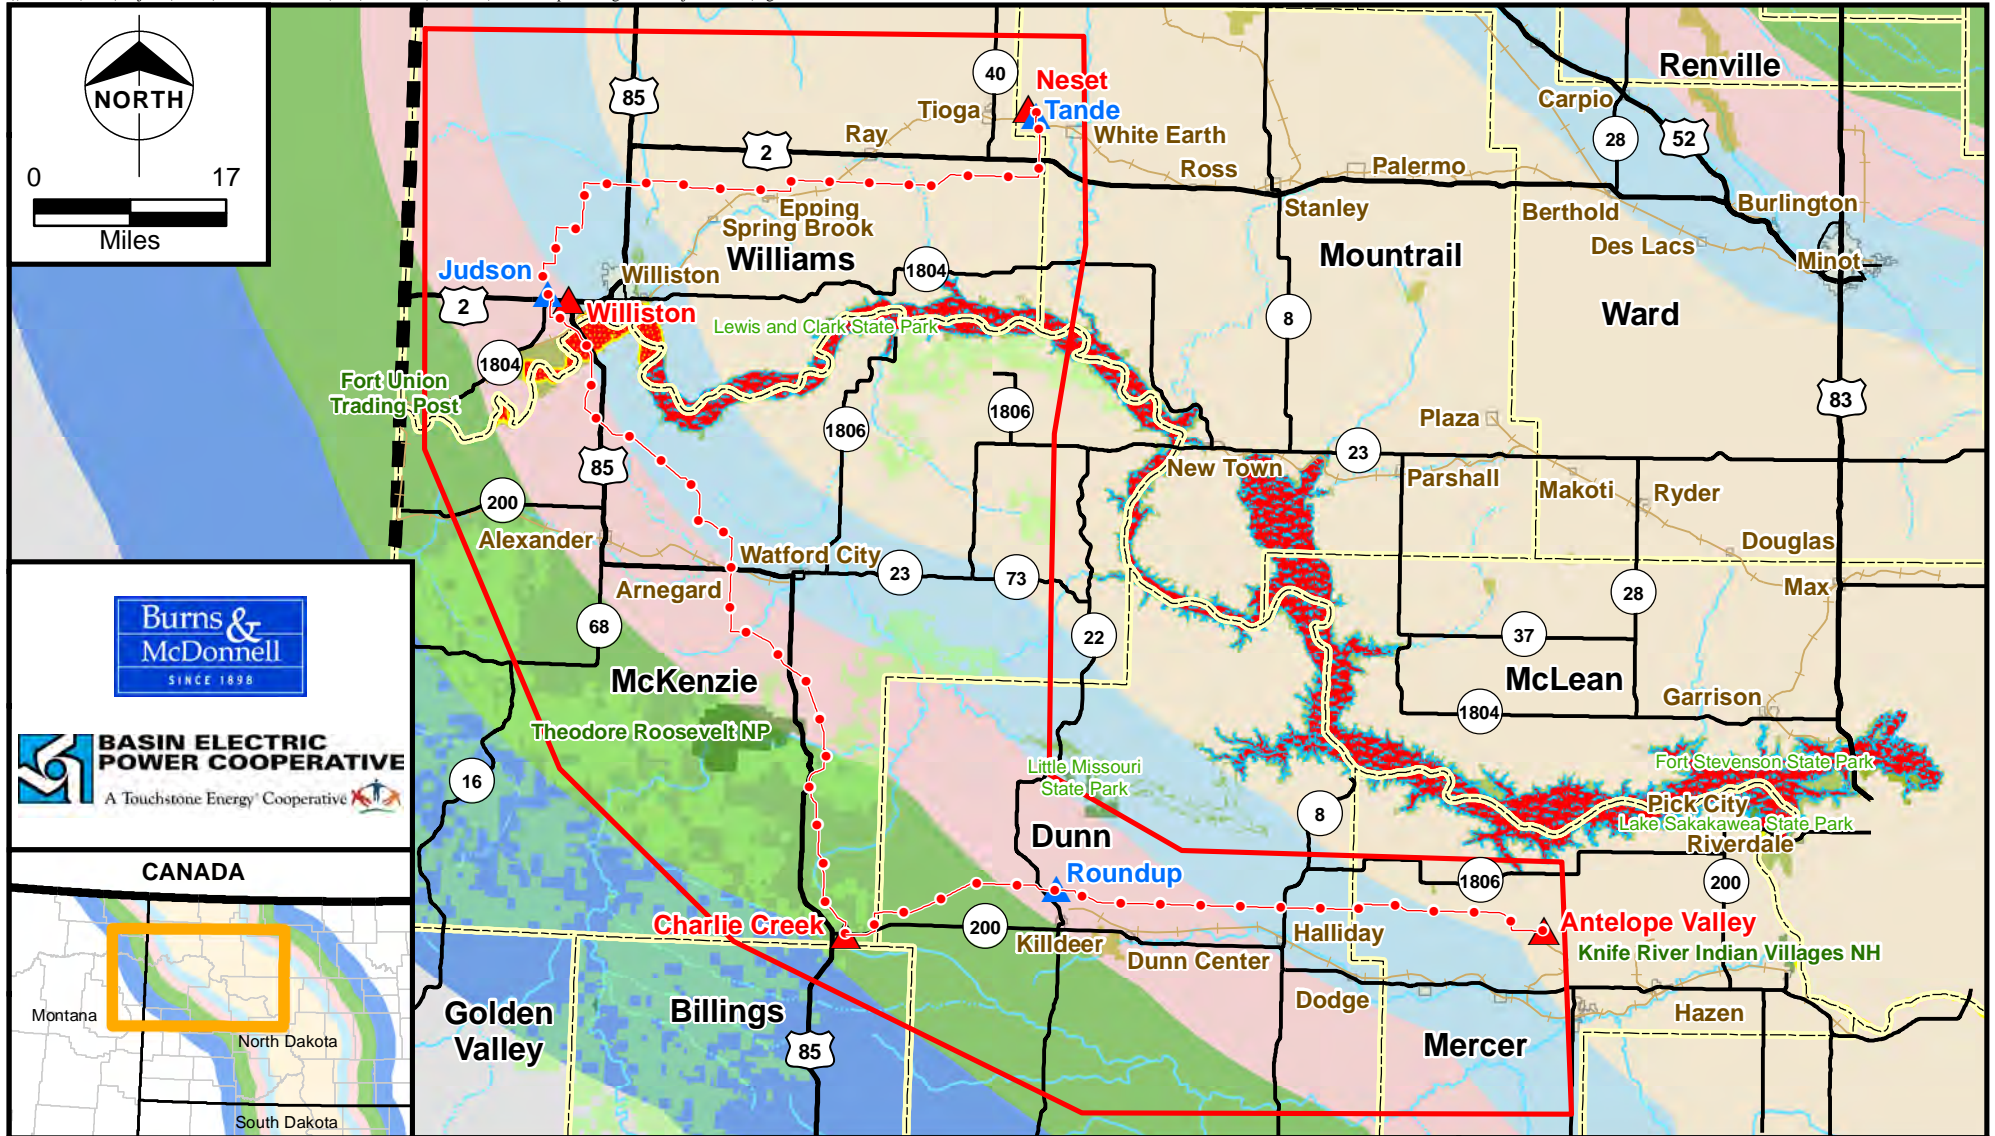 NORTH
0 17
Miles
Burns &
McDonnell
SINCE 1898
BASIN ELECTRIC
POWER COOPERATIVE
A Touchstone Energy® Cooperative
CANADA
Montana
North Dakota
South Dakota
Renville
40
Neset
Tande
85
Tioga
Carpio
28
52
Ray
White Earth
2
Ross
Palermo
Epping
Spring Brook
Stanley
Berthold
Burlington
Des Lacs
Minot
Williams
Mountrail
Judson
Williston
1804
2
Williston
8
Ward
Lewis and Clark State Park
1804
Fort Union
Trading Post
1806
1806
83
Plaza
85
23
New Town
Parshall
Makoti
Ryder
200
Alexander
Watford City
Douglas
23
73
Arnegard
28
Max
68
22
37
McKenzie
McLean
Garrison
1804
Theodore Roosevelt NP
16
Little Missouri
State Park
Fort Stevenson State Park
Pick City
Lake Sakakawea State Park
Riverdale
8
Dunn
Roundup
1806
200
Charlie Creek
200
Killdeer
Halliday
Antelope Valley
Dunn Center
Knife River Indian Villages NH
Dodge
Hazen
Golden
Valley
Billings
85
Mercer